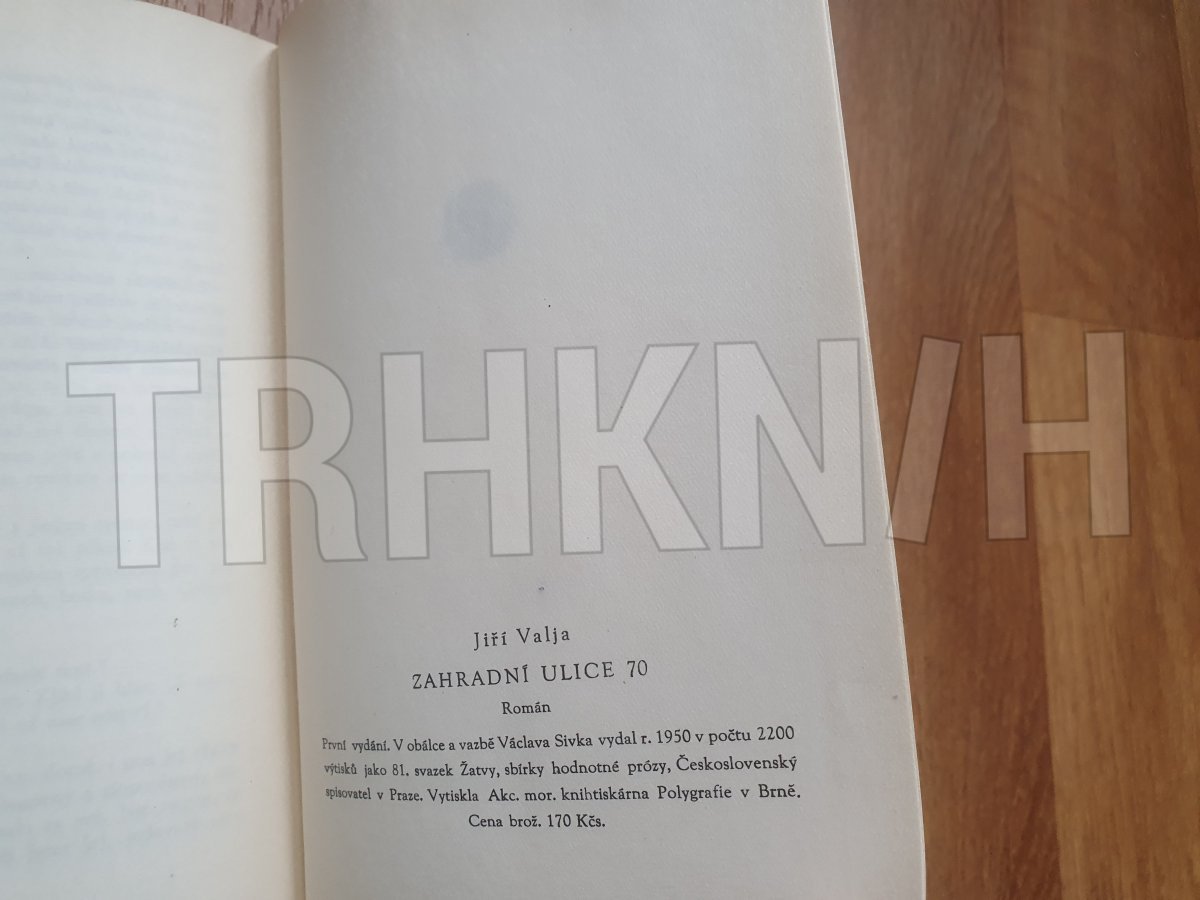 TRHKNIH
Jiří Valja
ZAHRADNÍ ULICE 70
Román
První vydání. V obálce a vazbě Václava Sivka vydal r. 1950 v počtu 2200
výtisků jako 81. svazek Žatvy, sbírky hodnotné prózy, Československý
spisovatel v Praze. Vytiskla Akc. mor. knihtiskárna Polygrafie v Brně.
Cena brož. 170 Kčs.